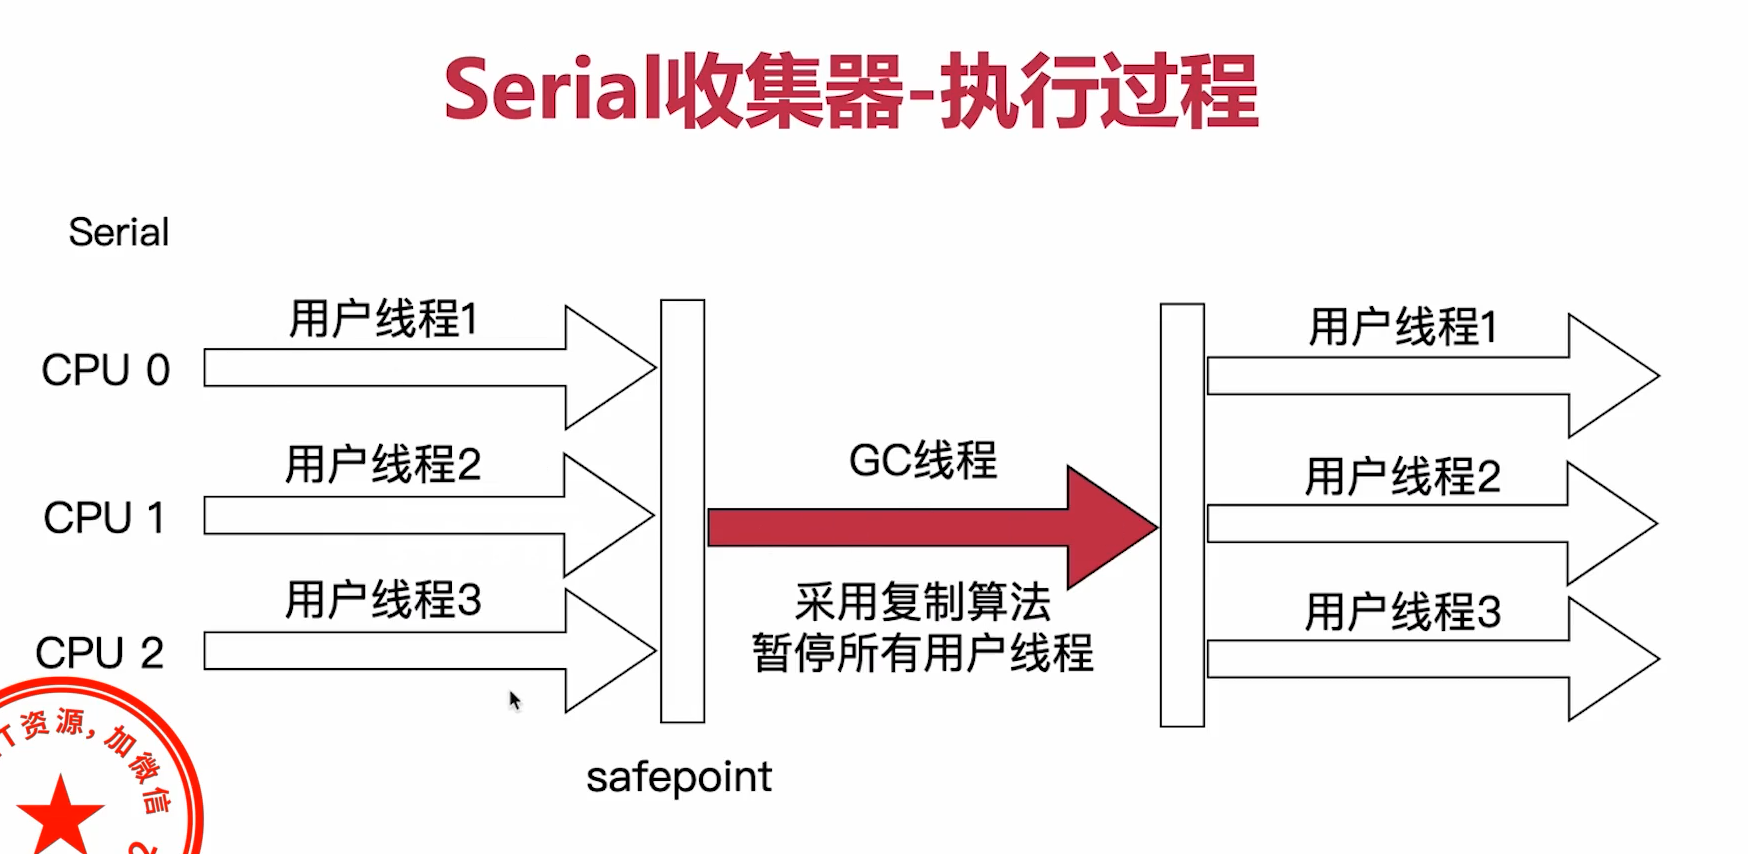 Serial收集器-执行过程
Serial
用户线程1
CPU 0
用户线程2
CPU 1
用户线程3
CPU 2
GC线程
采用复制算法
暂停所有用户线程
用户线程1
用户线程2
用户线程3
safepoint
T资源,加微信